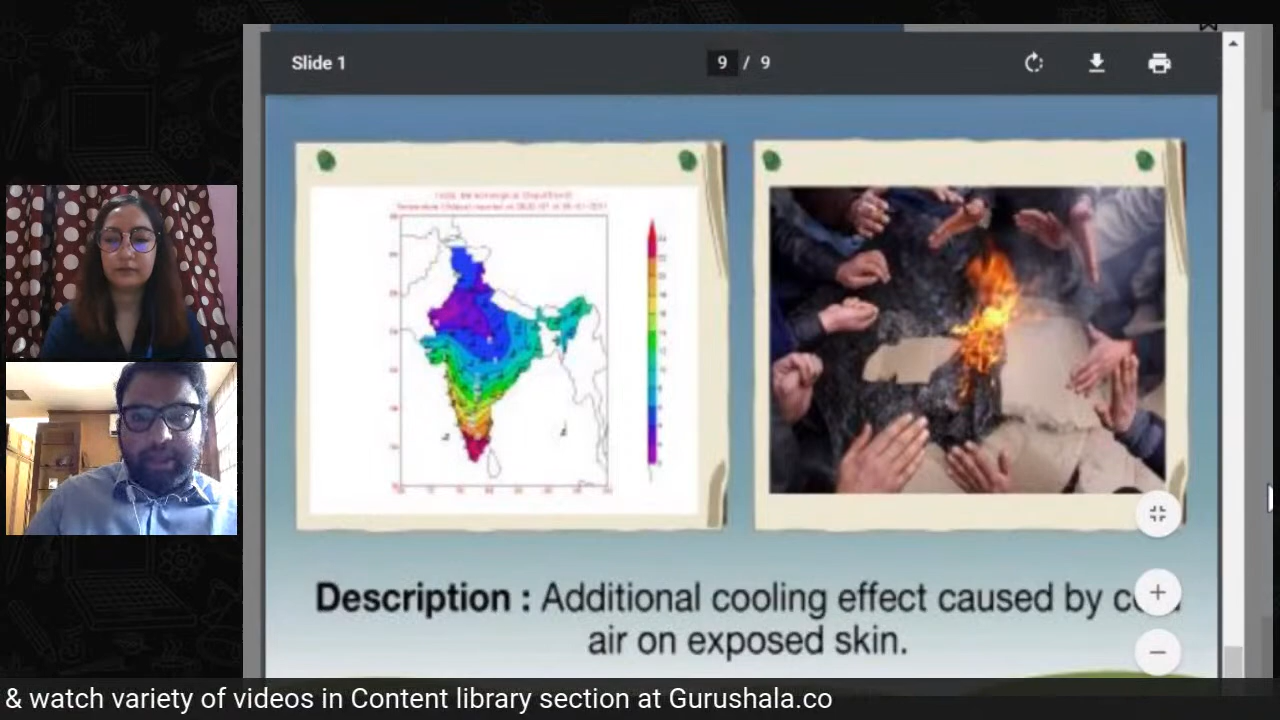 Slide 1
9 / 9
Description : Additional cooling effect caused by
air on exposed skin.
& watch variety of videos in Content library section at Gurushala.co